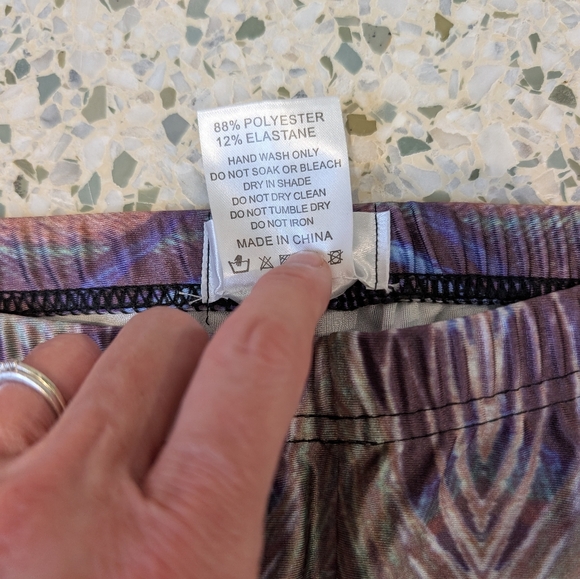 88% POLYESTER
12% ELASTANE
HAND WASH ONLY
DO NOT SOAK OR BLEACH
DRY IN SHADE
DO NOT DRY CLEAN
DO NOT TUMBLE DRY
DO NOT IRON
MADE IN CHINA